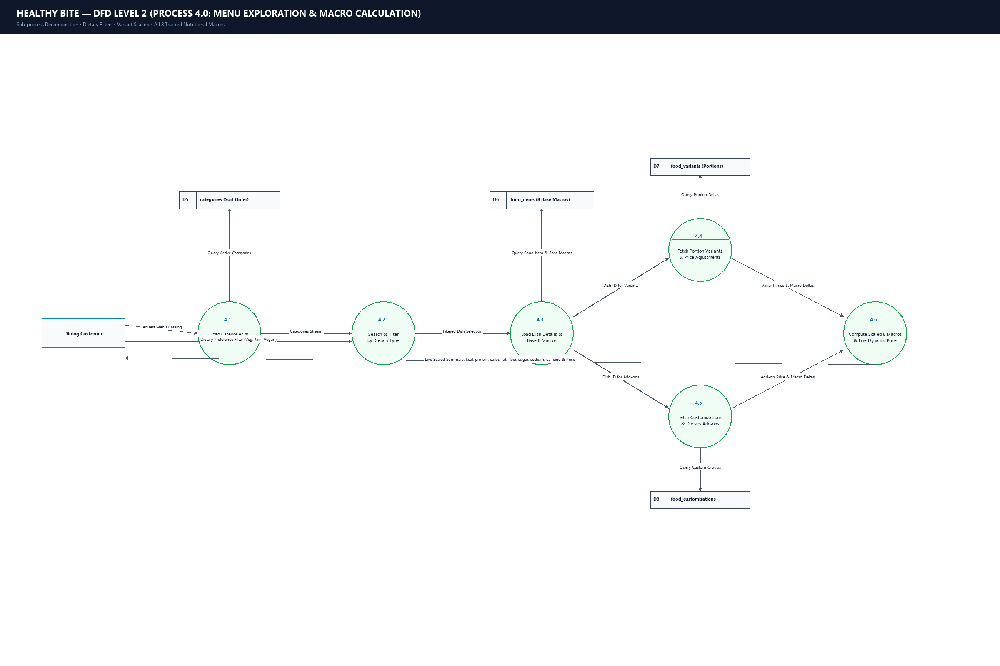 HEALTHY BITE — DFD LEVEL 2 (PROCESS 4.0: MENU EXPLORATION & MACRO CALCULATION)
Sub-process Decomposition • Dietary Filters • Variant Scaling • All 8 Tracked Nutritional Macros
D7
food_variants (Portions)
Query Portion Deltas
D5
categories (Sort Order)
D6
food_items (8 Base Macros)
Query Active Categories
Query Food Item & Base Macros
4.4
Fetch Portion Variants
& Price Adjustments
Dish ID for Variants
Variant Price & Macro Deltas
Dining Customer
Request Menu Catalog
4.1
Load Categories &
Categories Stream
Dietary Preference Filter (Veg, Jain, Vegan)
4.2
Search & Filter
by Dietary Type
Filtered Dish Selection
4.3
Load Dish Details &
Base 8 Macros
4.6
Compute Scaled 8 Macros
& Live Dynamic Price
Live Scaled Summary: kcal, protein, carbs, fat, fiber, sugar, sodium, caffeine & Price
Dish ID for Add-ons
Add-on Price & Macro Deltas
4.5
Fetch Customizations
& Dietary Add-ons
Query Custom Groups
D8
food_customizations